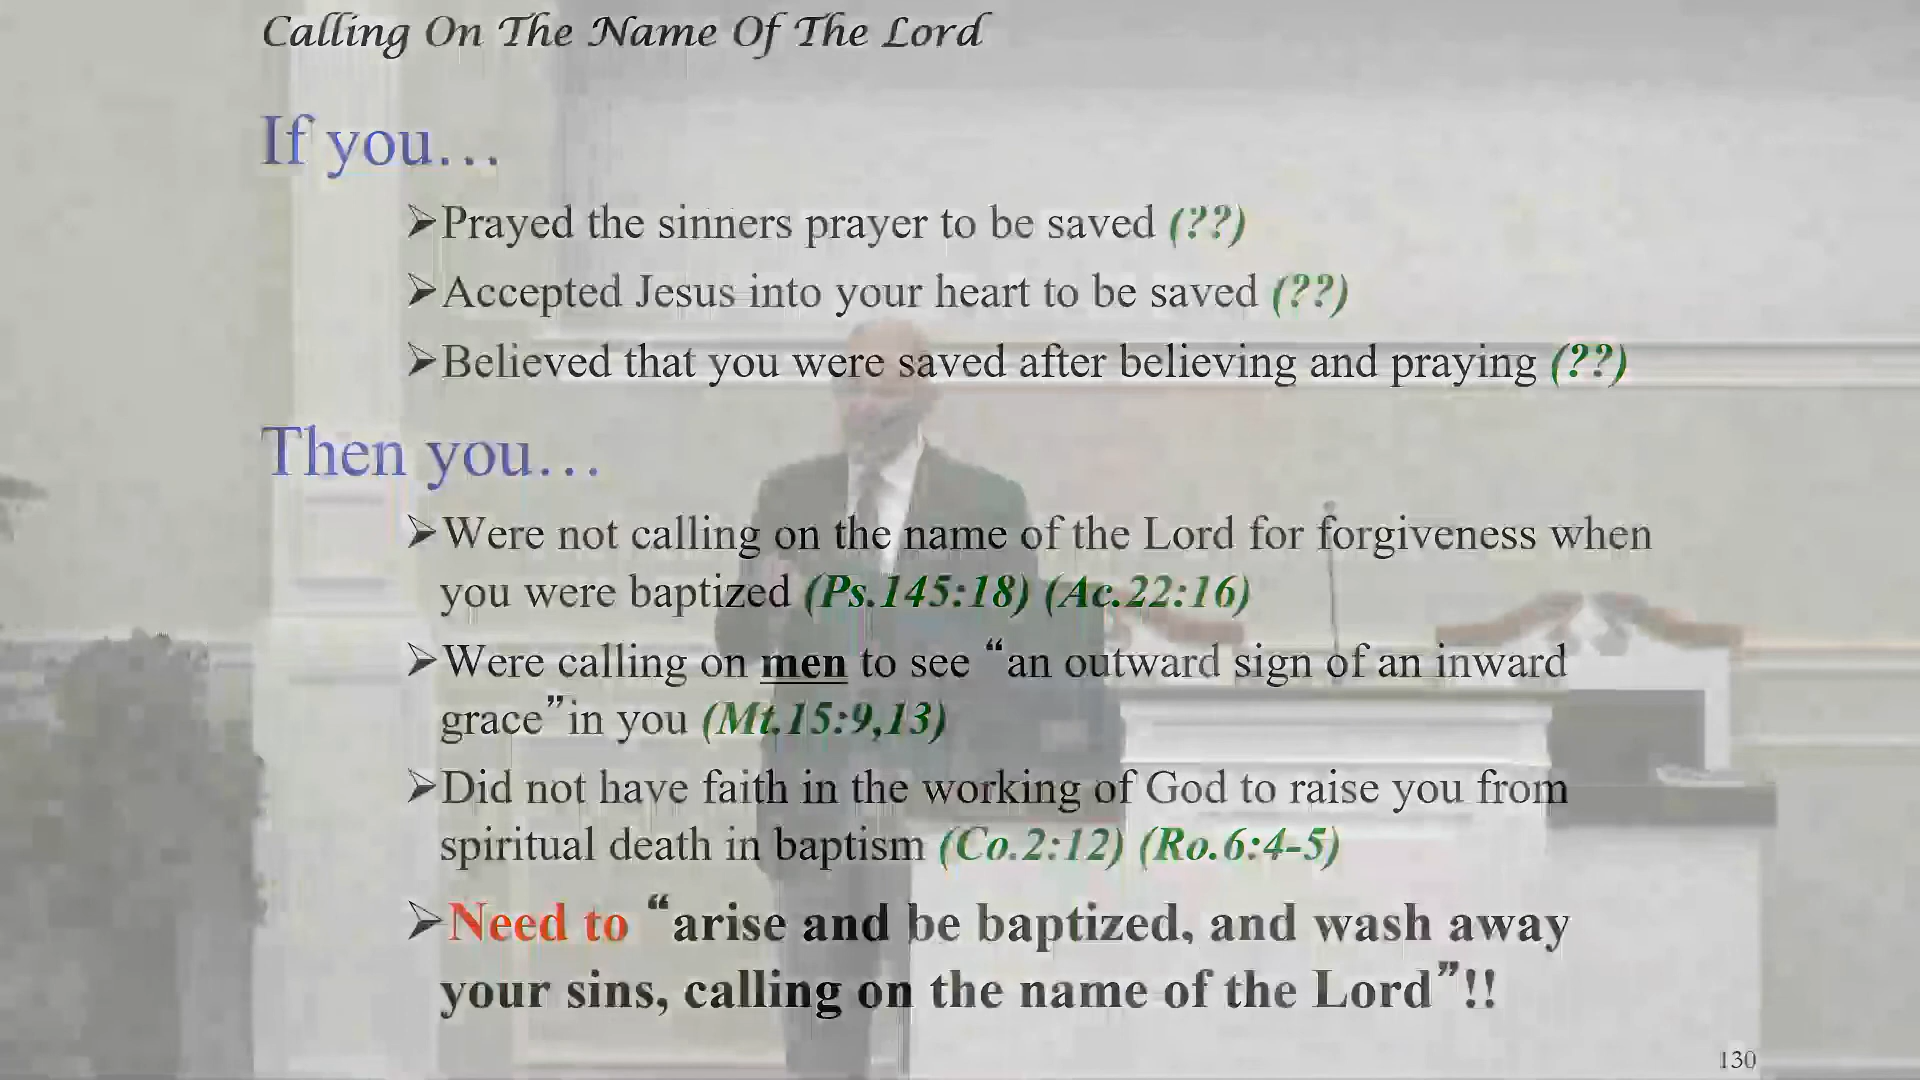 Calling On The Name Of The Lord
If you...
➢Prayed the sinners prayer to be saved (??)
➢Accepted Jesus into your heart to be saved (??)
➢Believed that you were saved after believing and praying (??)
Then you...
➢Were not calling on the name of the Lord for forgiveness when
you were baptized (Ps.145:18) (Ac.22:16)
➢Were calling on men to see “an outward sign of an inward
grace” in you (Mt.15:9,13)
➢Did not have faith in the working of God to raise you from
spiritual death in baptism (Co.2:12) (Ro.6:4-5)
➢Need to “arise and be baptized, and wash away
your sins, calling on the name of the Lord”!!
130